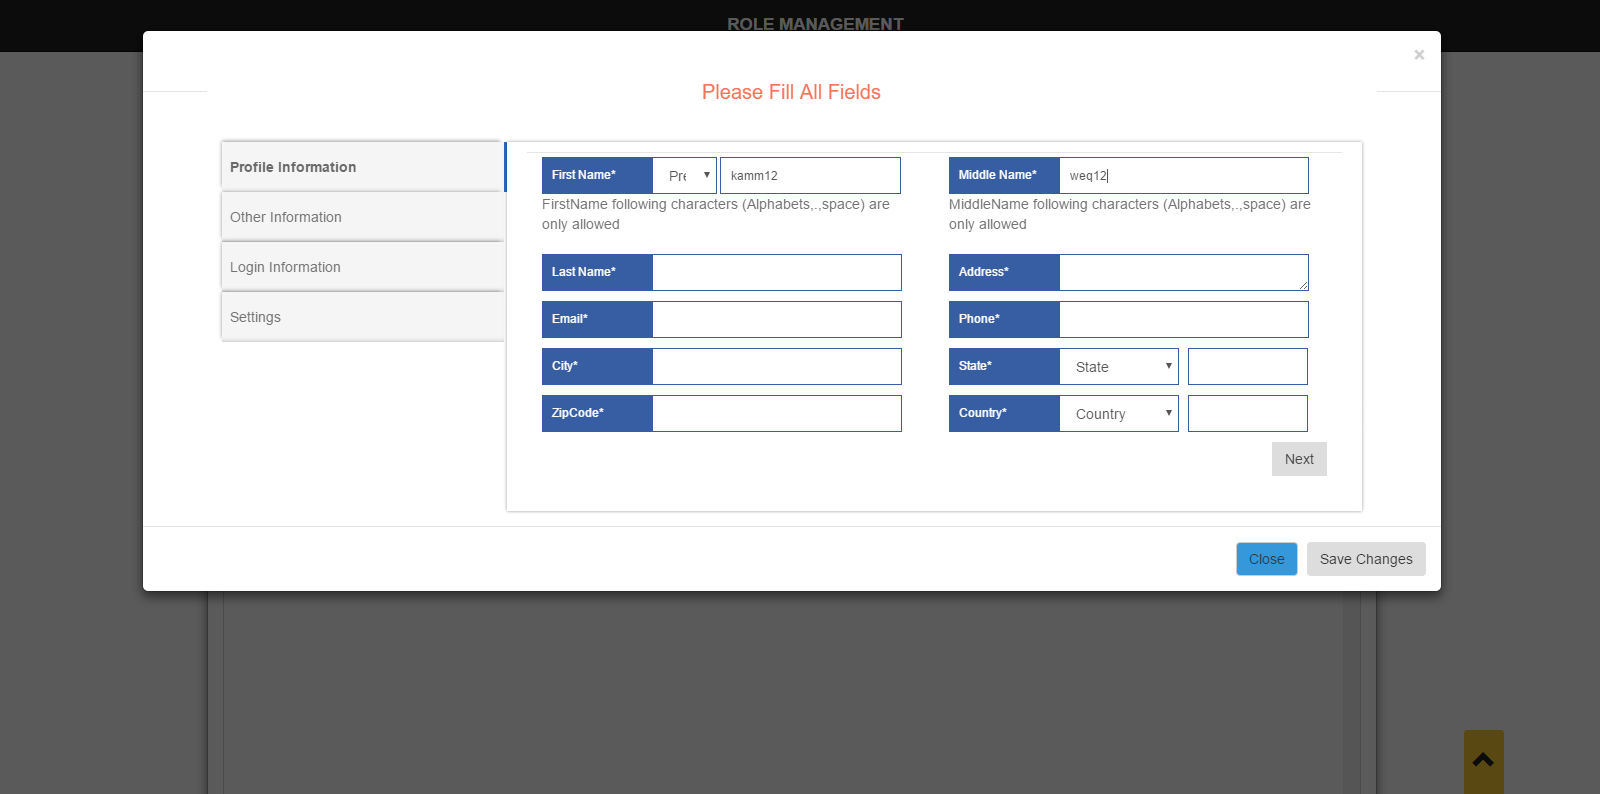 ROLE MANAGEMENT
×
Please Fill All Fields
Profile Information
Other Information
Login Information
Settings
First Name* Pre kamm12
FirstName following characters (Alphabets,.,space) are
only allowed
Middle Name* weq12
MiddleName following characters (Alphabets,.,space) are
only allowed
Last Name*
Address*
Email*
Phone*
City*
State* State
ZipCode*
Country* Country
Next
Close
Save Changes